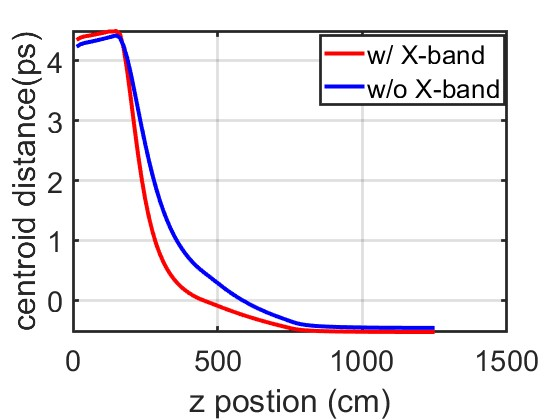 centroid distance(ps)
4
3
2
1
0
w/ X-band
w/o X-band
0
500
1000
1500
z postion (cm)